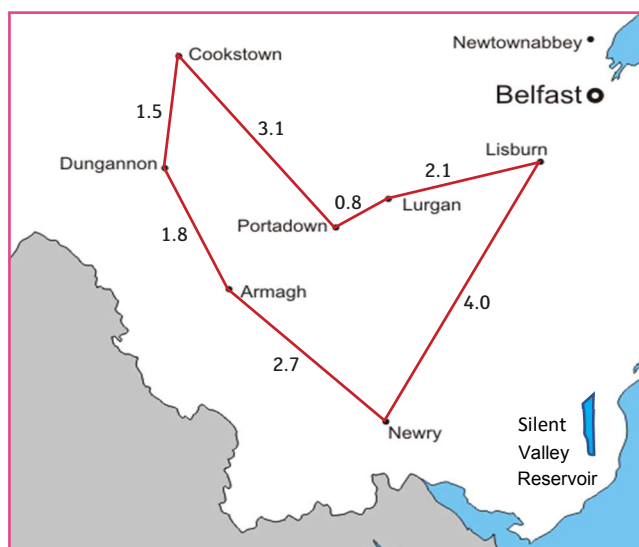 Newtownabbey
Cookstown
Belfast
1.5
3.1
Lisburn
Dungannon
2.1
0.8
Lurgan
Portadown
1.8
Armagh
4.0
2.7
Newry
Silent
Valley
Reservoir